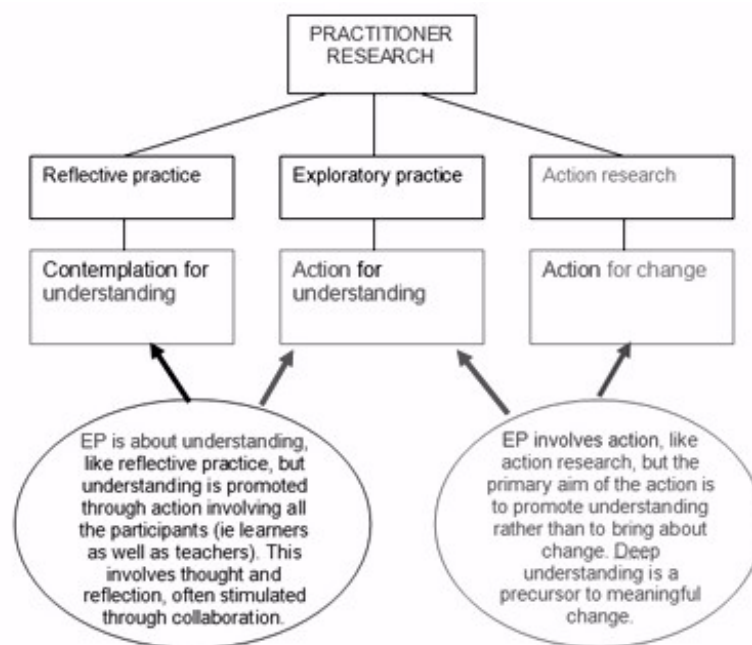 PRACTITIONER
RESEARCH
Reflective practice
Exploratory practice
Action research
Contemplation for
understanding
Action for
understanding
Action for change
EP is about understanding,
like reflective practice, but
understanding is promoted
through action involving all
the participants (ie learners
as well as teachers). This
involves thought and
reflection, often stimulated
through collaboration.
EP involves action, like
action research, but the
primary aim of the action is
to promote understanding
rather than to bring about
change. Deep
understanding is a
precursor to meaningful
change.